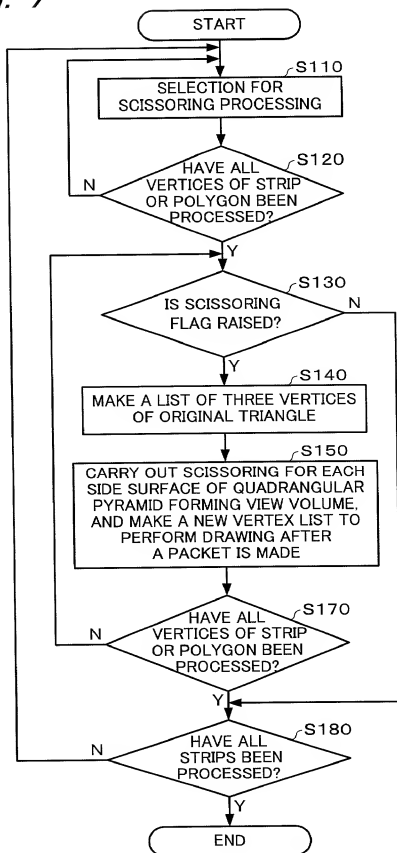 START
S110
SELECTION FOR
SCISSORING PROCESSING
S120
HAVE ALL
VERTICES OF STRIP
OR POLYGON BEEN
PROCESSED?
N
Y
S130
IS SCISSORING
FLAG RAISED?
N
Y
S140
MAKE A LIST OF THREE VERTICES
OF ORIGINAL TRIANGLE
S150
CARRY OUT SCISSORING FOR EACH
SIDE SURFACE OF QUADRANGULAR
PYRAMID FORMING VIEW VOLUME,
AND MAKE A NEW VERTEX LIST TO
PERFORM DRAWING AFTER
A PACKET IS MADE
S170
HAVE ALL
VERTICES OF STRIP
OR POLYGON BEEN
PROCESSED?
N
Y
S180
HAVE ALL
STRIPS BEEN
PROCESSED?
N
Y
END